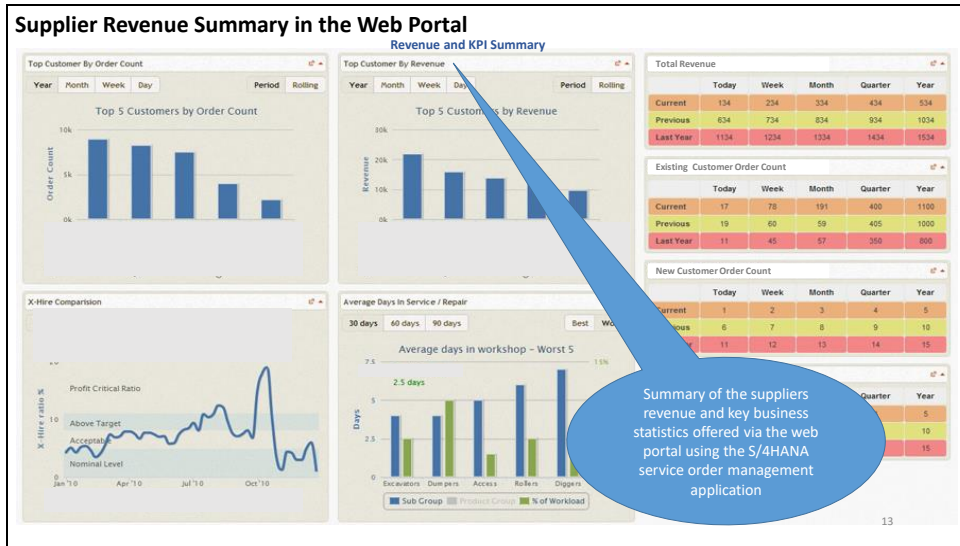 Supplier Revenue Summary in the Web Portal
Revenue and KPI Summary
Top Customer By Order Count
Year Month Week Day Period Rolling
Top 5 Customers by Order Count
10k
5k
0k
Order Count
Top Customer By Revenue
Year Month Week Day Period Rolling
Top 5 Customers by Revenue
30k
20k
10k
0k
Revenue
Total Revenue
Today Week Month Quarter Year
Current 134 234 334 434 534
Previous 634 734 834 934 1034
Last Year 1134 1234 1334 1434 1534
Existing Customer Order Count
Today Week Month Quarter Year
Current 17 78 191 400 1100
Previous 19 60 59 405 1000
Last Year 11 45 57 350 800
New Customer Order Count
Today Week Month Quarter Year
Current 1 2 3 4 5
6 7 8 9 10
11 12 13 14 15
Quarter Year
5
10
15
X-Hire Comparision
X-Hire ratio %
Profit Critical Ratio
10
Above Target
Acceptable
Nominal Level
0
Jan '10 Apr '10 Jul '10 Oct '10
Average Days In Service / Repair
30 days 60 days 90 days Best
Average days in workshop – Worst 5
7.5
15%
2.5 days
5
2.5
0
Days
Excavators Dumpers Access Rollers Diggers
Sub Group Product Group % of Workload
Summary of the suppliers
revenue and key business
statistics offered via the web
portal using the S/4HANA
service order management
application
13